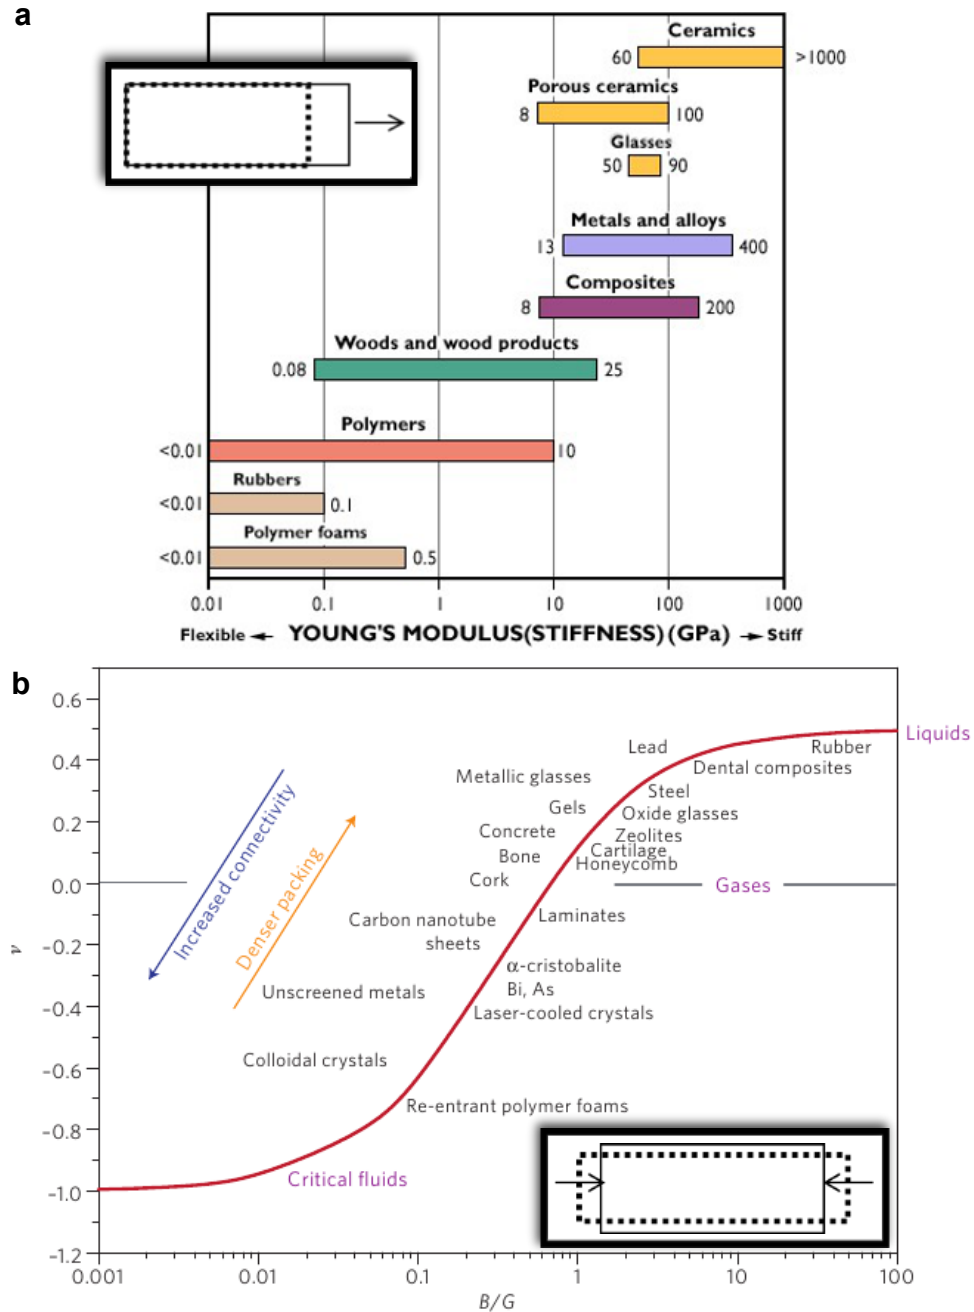 a
Ceramics
60 >1000
Porous ceramics
8 100
Glasses
50 90
Metals and alloys
13 400
Composites
8 200
Woods and wood products
0.08 25
Polymers
<0.01 10
Rubbers
<0.01 0.1
Polymer foams
<0.01 0.5
0.01 0.1 1 10 100 1000
Flexible ← YOUNG'S MODULUS(STIFFNESS)(GPa) → Stiff
b
0.6
0.4
0.2
0.0
-0.2
-0.4
-0.6
-0.8
-1.0
-1.2
ν
Increased connectivity
Denser packing
Liquids
Lead
Rubber
Dental composites
Metallic glasses
Steel
Gels
Oxide glasses
Concrete
Zeolites
Cartilage
Bone
Honeycomb
Cork
Gases
Laminates
Carbon nanotube
sheets
α-cristobalite
Bi, As
Unscreened metals
Laser-cooled crystals
Colloidal crystals
Re-entrant polymer foams
Critical fluids
0.001 0.01 0.1 1 10 100
B/G